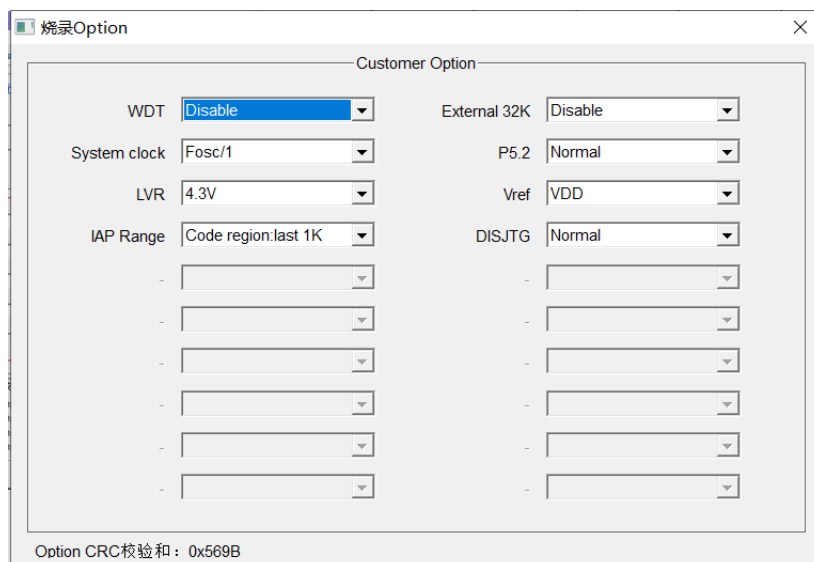 烧录Option
Customer Option
WDT Disable External 32K Disable
System clock Fosc/1 P5.2 Normal
LVR 4.3V Vref VDD
IAP Range Code region:last 1K DISJTG Normal
- -
- -
- -
- -
- -
- -
Option CRC校验和：0x569B